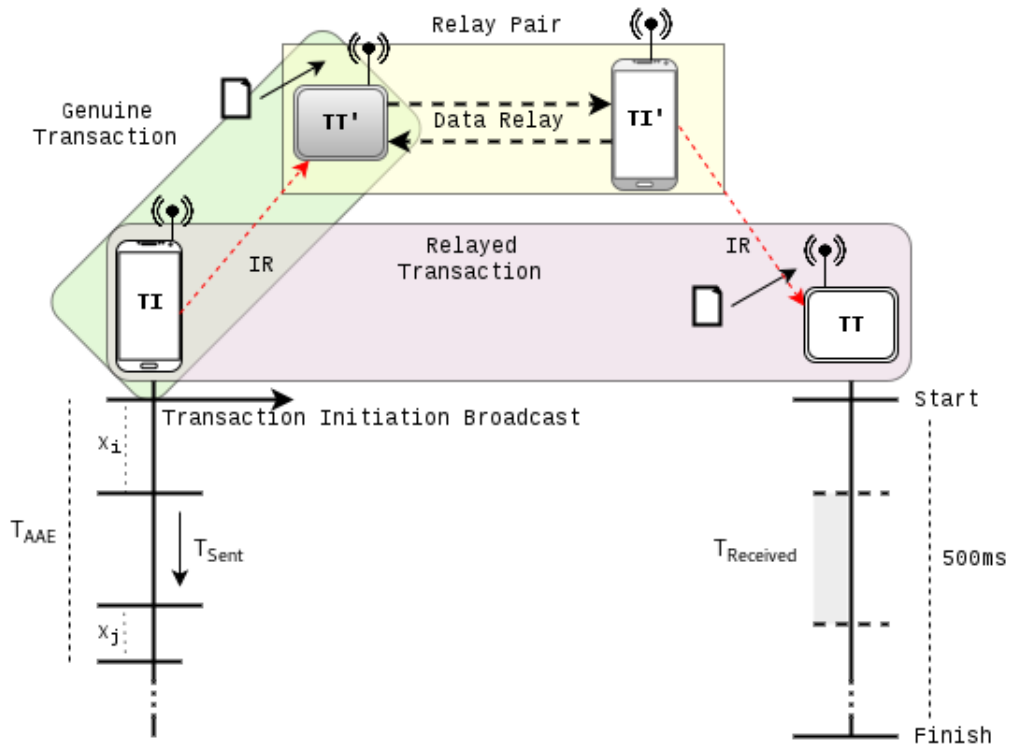 Relay Pair
Genuine
Transaction
TT'
Data Relay
TI'
IR
Relayed
Transaction
IR
TI
TT
Transaction Initiation Broadcast
Start
xi
TAAE
TSent
TReceived
500ms
xj
Finish